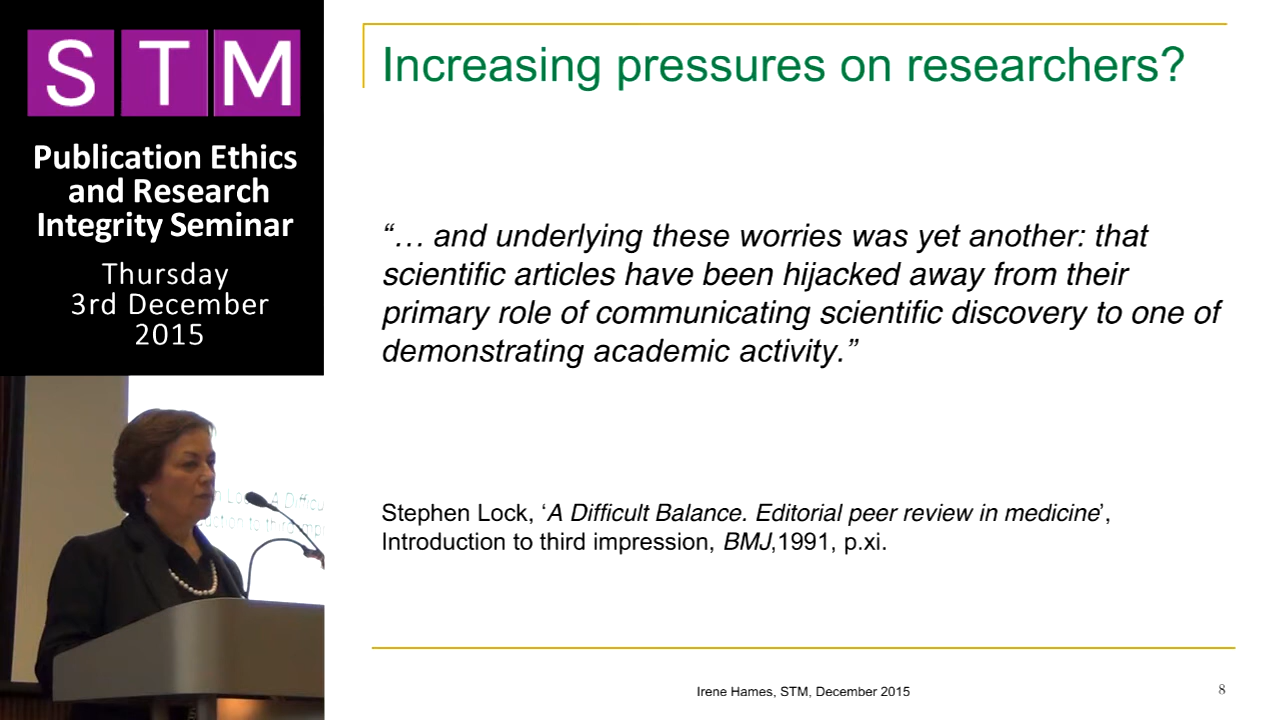 STM
Publication Ethics
and Research
Integrity Seminar
Thursday
3rd December
2015
Increasing pressures on researchers?
“… and underlying these worries was yet another: that
scientific articles have been hijacked away from their
primary role of communicating scientific discovery to one of
demonstrating academic activity.”
Stephen Lock, ‘A Difficult Balance. Editorial peer review in medicine’,
Introduction to third impression, BMJ,1991, p.xi.
Irene Hames, STM, December 2015
8